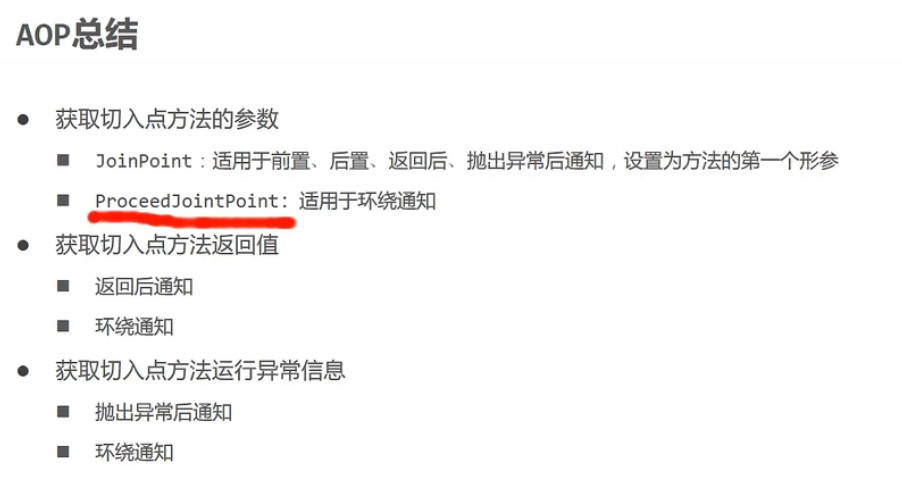 AOP总结
获取切入点方法的参数
JoinPoint：适用于前置、后置、返回后、抛出异常后通知，设置为方法的第一个形参
ProceedJointPoint：适用于环绕通知
获取切入点方法返回值
返回后通知
环绕通知
获取切入点方法运行异常信息
抛出异常后通知
环绕通知